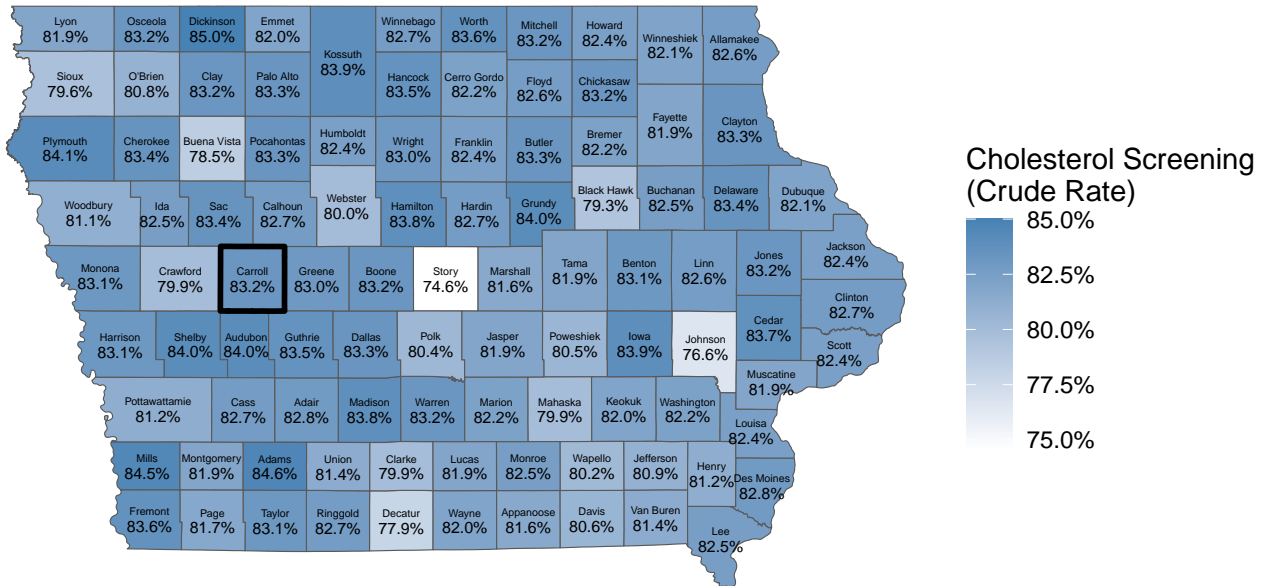 Lyon
81.9%
Osceola
83.2%
Dickinson
85.0%
Emmet
82.0%
Kossuth
83.9%
Winnebago
82.7%
Worth
83.6%
Mitchell
83.2%
Howard
82.4%
Winneshiek
82.1%
Allamakee
82.6%
Sioux
79.6%
O'Brien
80.8%
Clay
83.2%
Palo Alto
83.3%
Hancock
83.5%
Cerro Gordo
82.2%
Floyd
82.6%
Chickasaw
83.2%
Fayette
81.9%
Clayton
83.3%
Plymouth
84.1%
Cherokee
83.4%
Buena Vista
78.5%
Pocahontas
83.3%
Humboldt
82.4%
Wright
83.0%
Franklin
82.4%
Butler
83.3%
Bremer
82.2%
Woodbury
81.1%
Ida
82.5%
Sac
83.4%
Calhoun
82.7%
Webster
80.0%
Hamilton
83.8%
Hardin
82.7%
Grundy
84.0%
Black Hawk
79.3%
Buchanan
82.5%
Delaware
83.4%
Dubuque
82.1%
Monona
83.1%
Crawford
79.9%
Carroll
83.2%
Greene
83.0%
Boone
83.2%
Story
74.6%
Marshall
81.6%
Tama
81.9%
Benton
83.1%
Linn
82.6%
Jones
83.2%
Jackson
82.4%
Clinton
82.7%
Harrison
83.1%
Shelby
84.0%
Audubon
84.0%
Guthrie
83.5%
Dallas
83.3%
Polk
80.4%
Jasper
81.9%
Poweshiek
80.5%
Iowa
83.9%
Johnson
76.6%
Cedar
83.7%
Scott
82.4%
Muscatine
81.9%
Pottawattamie
81.2%
Cass
82.7%
Adair
82.8%
Madison
83.8%
Warren
83.2%
Marion
82.2%
Mahaska
79.9%
Keokuk
82.0%
Washington
82.2%
Louisa
82.4%
Mills
84.5%
Montgomery
81.9%
Adams
84.6%
Union
81.4%
Clarke
79.9%
Lucas
81.9%
Monroe
82.5%
Wapello
80.2%
Jefferson
80.9%
Henry
81.2%
Des Moines
82.8%
Fremont
83.6%
Page
81.7%
Taylor
83.1%
Ringgold
82.7%
Decatur
77.9%
Wayne
82.0%
Appanoose
81.6%
Davis
80.6%
Van Buren
81.4%
Lee
82.5%
Cholesterol Screening
(Crude Rate)
85.0%
82.5%
80.0%
77.5%
75.0%